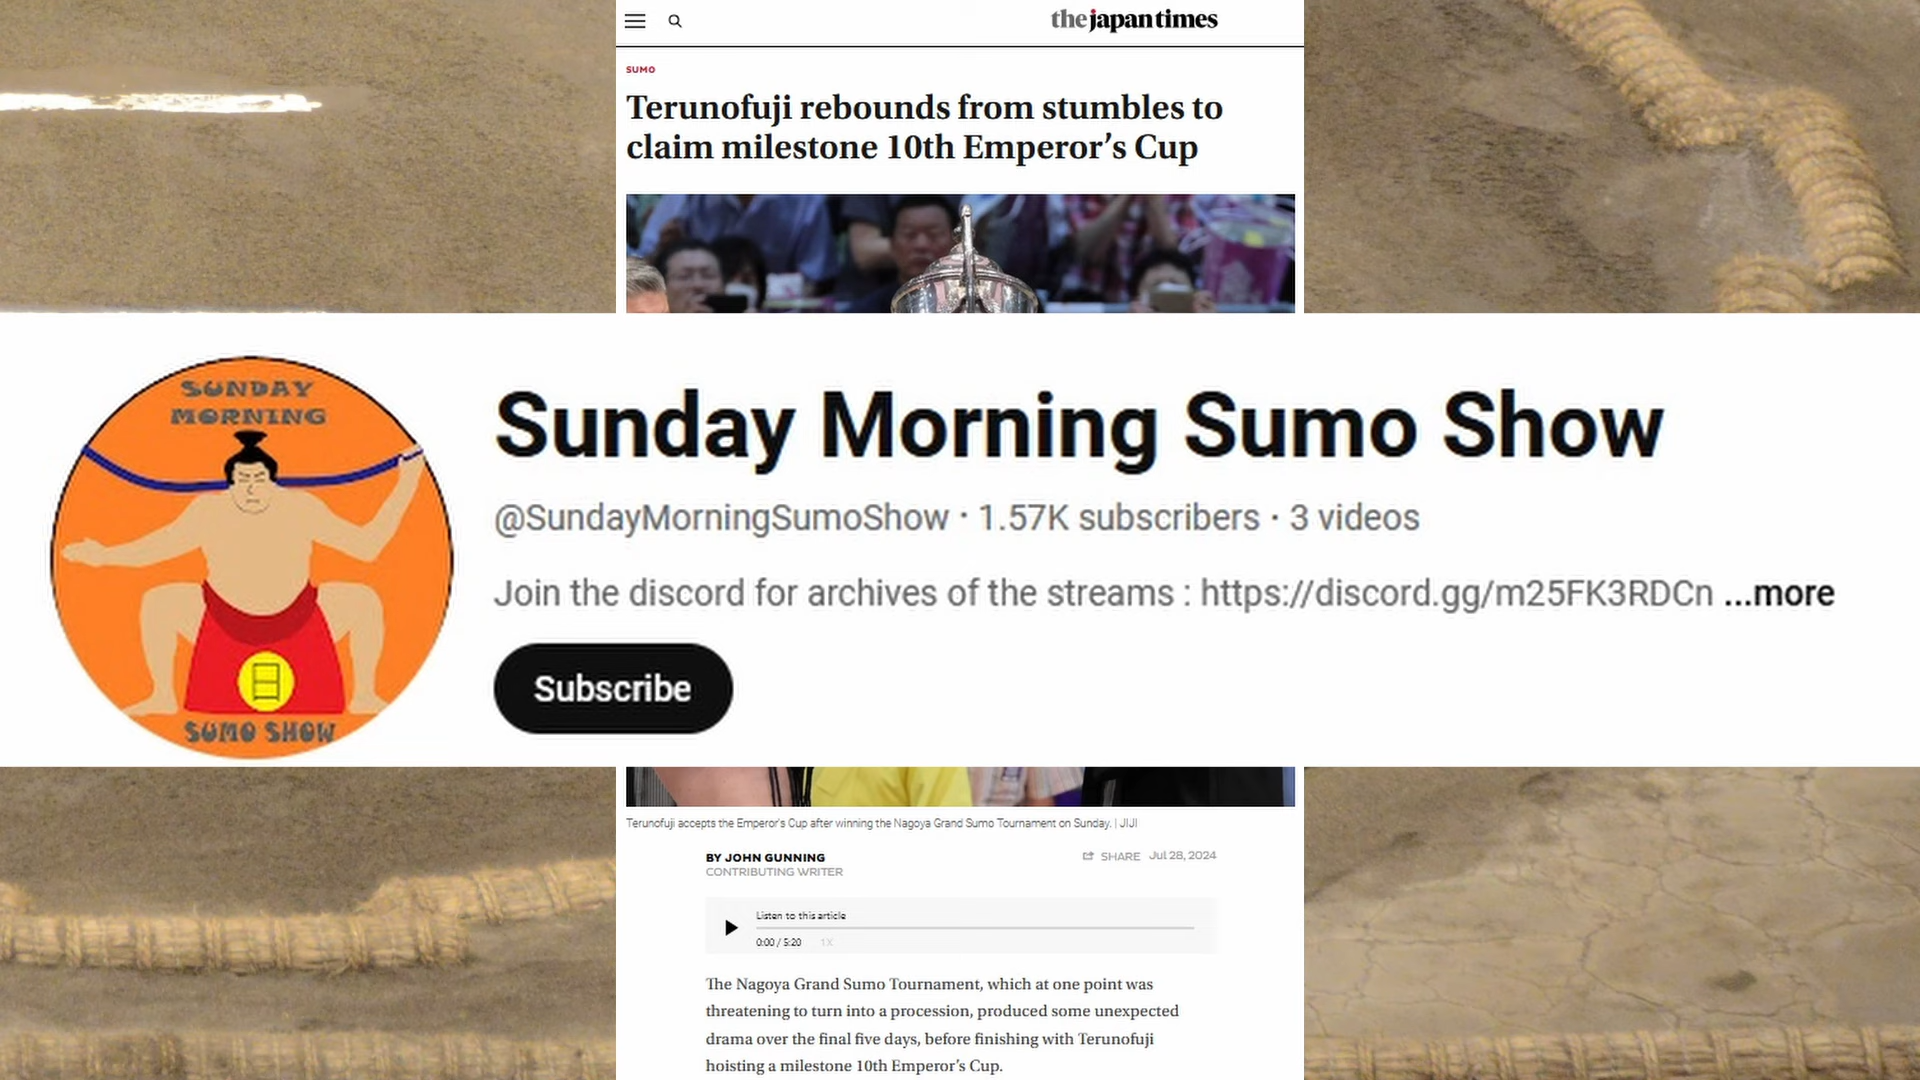 the japan times
SUMO
Terunofuji rebounds from stumbles to
claim milestone 10th Emperor's Cup
SUNDAY
MORNING
日
SUMO SHOW
Sunday Morning Sumo Show
@SundayMorningSumoShow · 1.57K subscribers · 3 videos
Join the discord for archives of the streams : https://discord.gg/m25FK3RDCn ...more
Subscribe
Terunofuji accepts the Emperor's Cup after winning the Nagoya Grand Sumo Tournament on Sunday. | JIJI
BY JOHN GUNNING
CONTRIBUTING WRITER
SHARE Jul 28, 2024
Listen to this article
0:00 / 5:20 1X
The Nagoya Grand Sumo Tournament, which at one point was
threatening to turn into a procession, produced some unexpected
drama over the final five days, before finishing with Terunofuji
hoisting a milestone 10th Emperor's Cup.